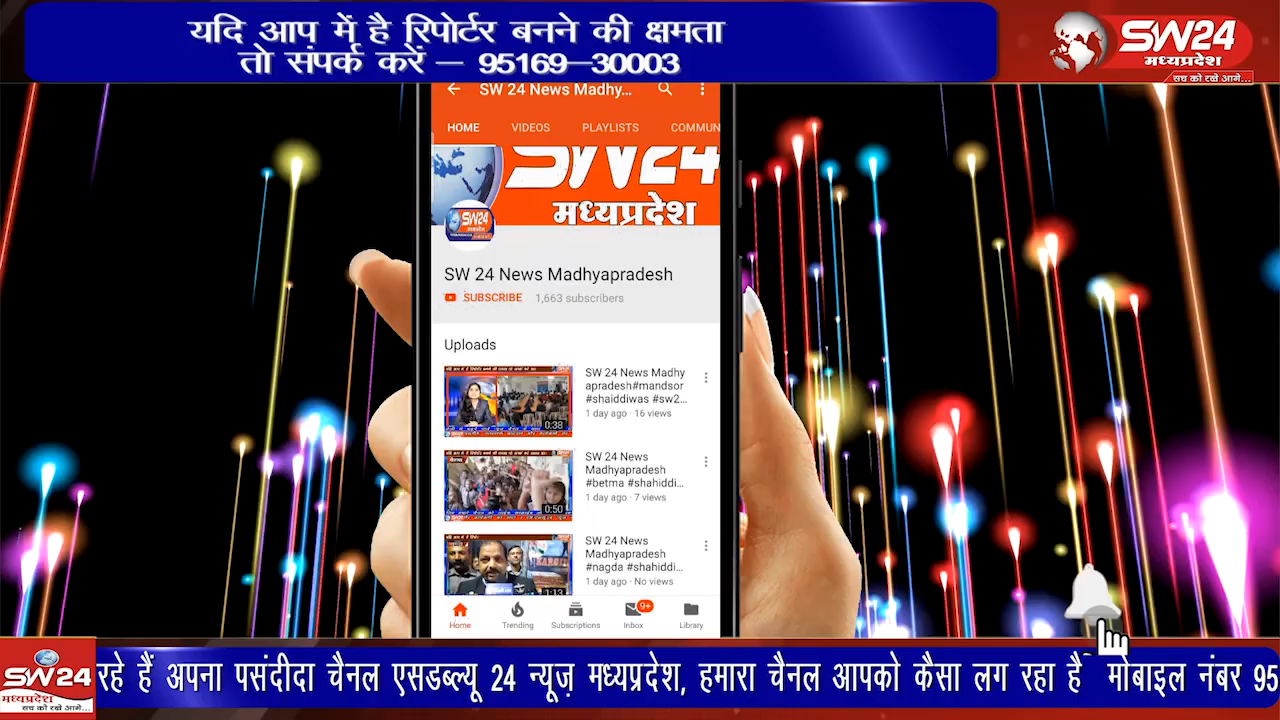 यदि आप में है रिपोर्टर बनने की क्षमता
तो संपर्क करें – 95169–30003
SW24
मध्यप्रदेश
सच को रखे आगे...
SW 24 News Madhy...
HOME VIDEOS PLAYLISTS COMMUN
SW24
मध्यप्रदेश
SW24
SW 24 News Madhyapradesh
SUBSCRIBE 1,663 subscribers
Uploads
SW 24 News Madhy
apradesh#mandsor
#shaiddiwas #sw2...
1 day ago · 16 views
0:38
SW 24 News
Madhyapradesh
#betma #shahiddi...
1 day ago · 7 views
0:50
SW 24 News
Madhyapradesh
#nagda #shahiddi...
1 day ago · No views
1:13
9+
Home Trending Subscriptions Inbox Library
SW24
मध्यप्रदेश
सच को रखे आगे...
रहे हैं अपना पसंदीदा चैनल एसडब्ल्यू 24 न्यूज़ मध्यप्रदेश, हमारा चैनल आपको कैसा लग रहा है मोबाइल नंबर 95